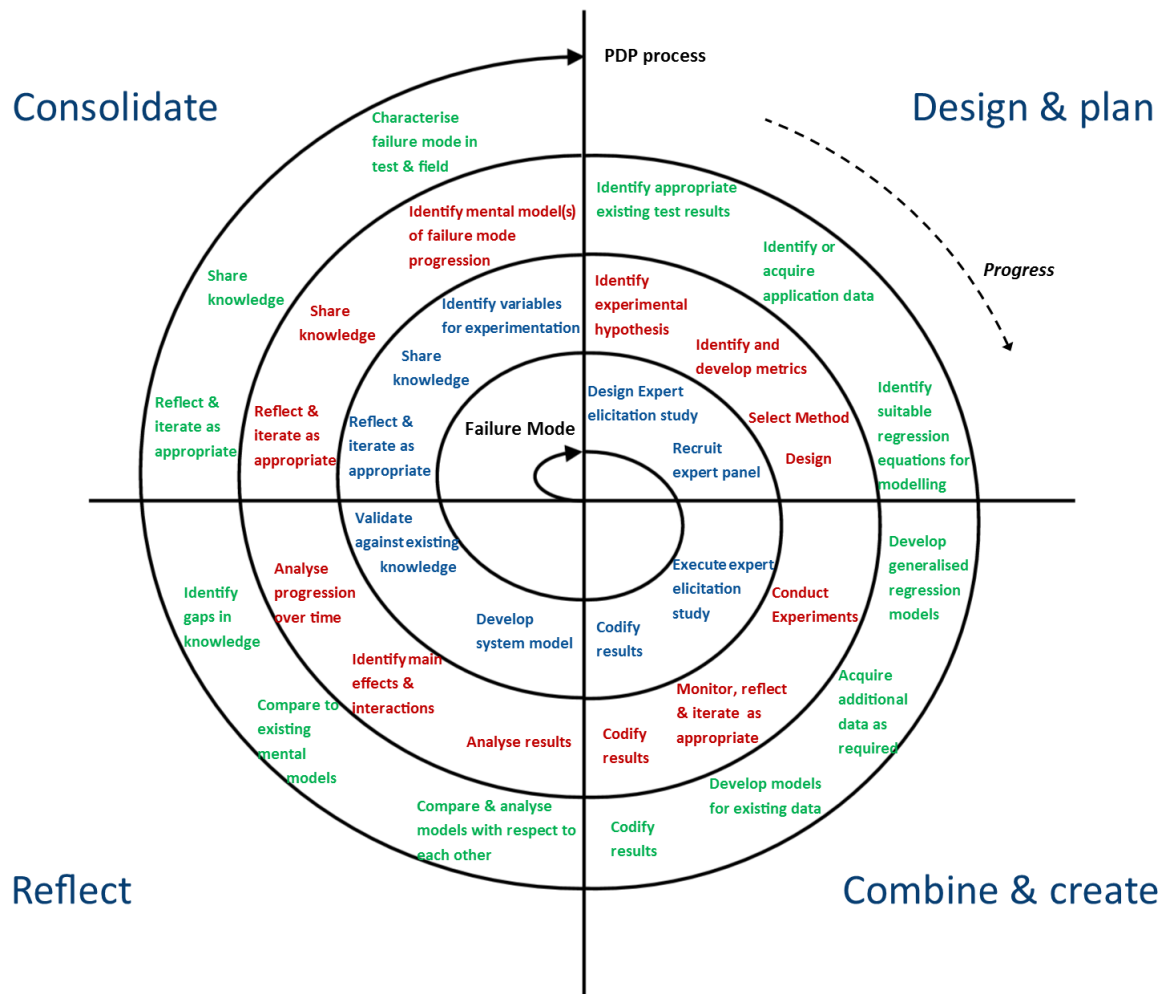 PDP process
Consolidate
Design & plan
Characterise
failure mode in
test & field
Identify appropriate
existing test results
Identify mental model(s)
of failure mode
progression
Identify or
acquire
application data
Progress
Share
knowledge
Identify
experimental
hypothesis
Identify variables
for experimentation
Share
knowledge
Identify and
develop metrics
Share
knowledge
Design Expert
elicitation study
Identify
suitable
regression
equations for
modelling
Reflect &
iterate as
appropriate
Reflect &
iterate as
appropriate
Reflect &
iterate as
appropriate
Failure Mode
Select Method
Recruit
expert panel
Design
Validate
against existing
knowledge
Develop
generalised
regression
models
Execute expert
elicitation
study
Analyse
progression
over time
Identify
gaps in
knowledge
Conduct
Experiments
Develop
system model
Codify
results
Identify main
effects &
interactions
Acquire
additional
data as
required
Monitor, reflect
& iterate  as
appropriate
Compare to
existing
mental
models
Analyse results
Codify
results
Develop models
for existing data
Compare & analyse
models with respect to
each other
Codify
results
Reflect
Combine & create